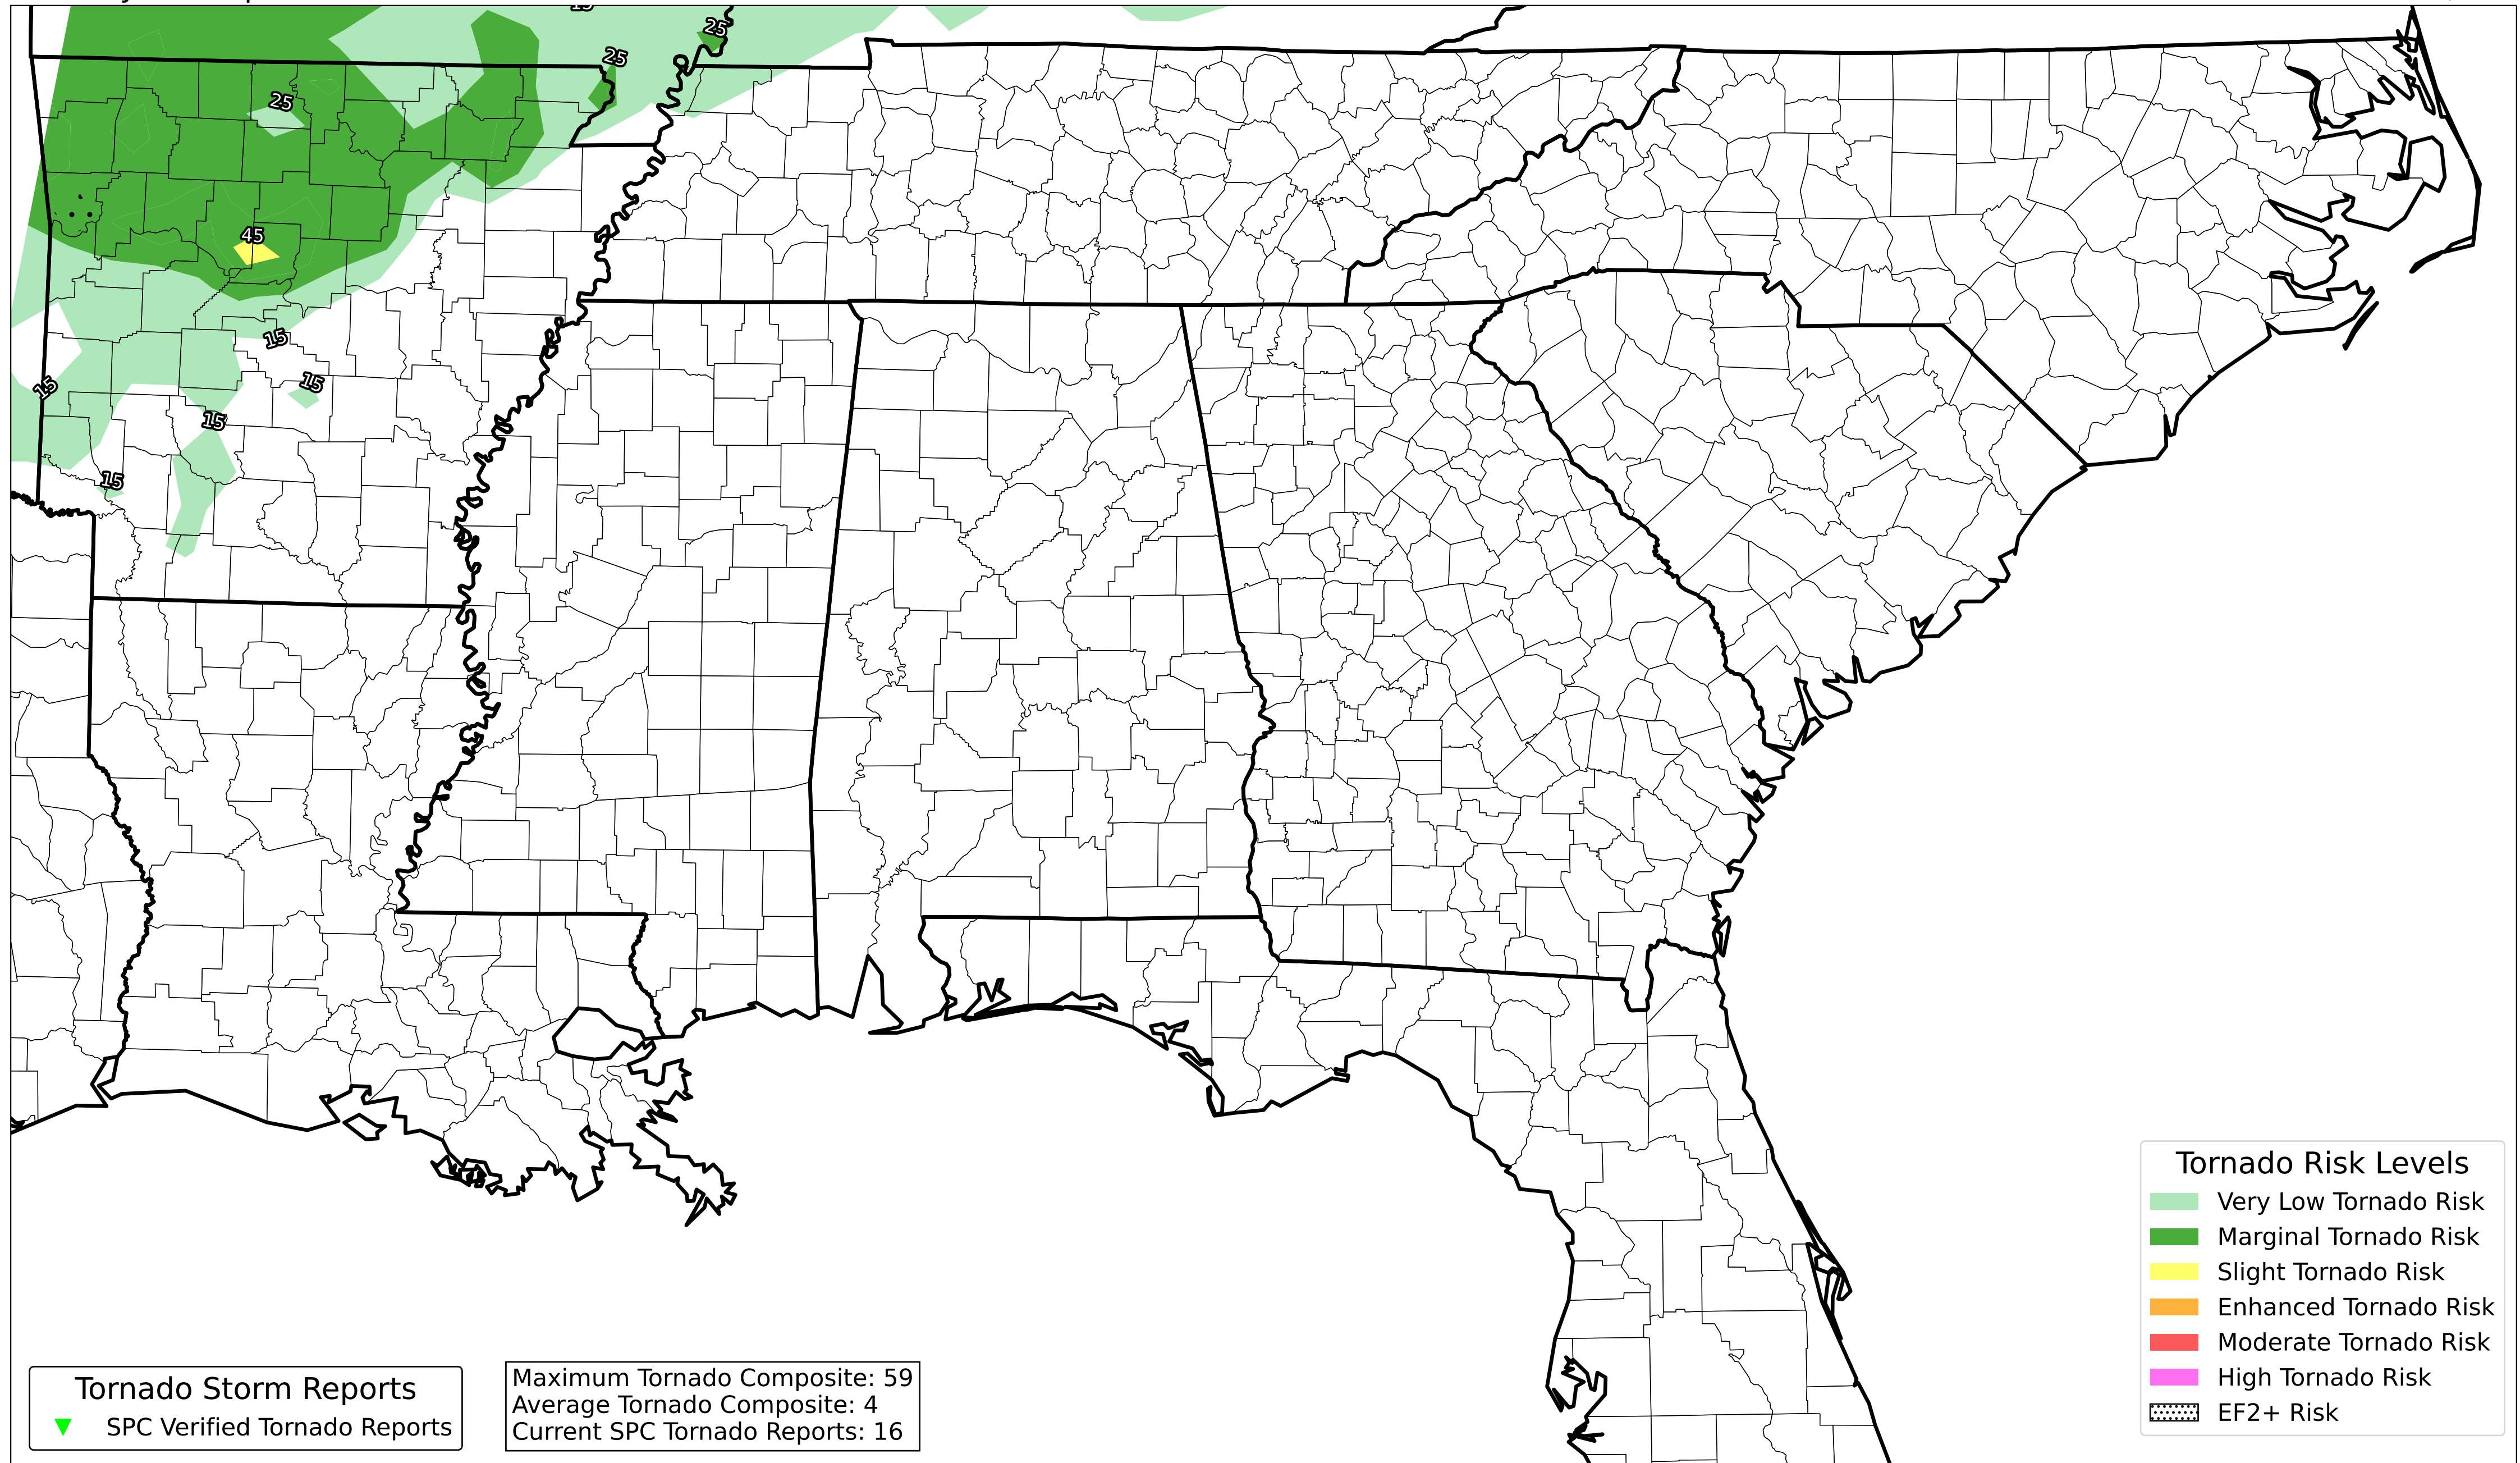 15
25
25
25
45
15
15
15
15
15
Tornado Risk Levels
Very Low Tornado Risk
Marginal Tornado Risk
Slight Tornado Risk
Enhanced Tornado Risk
Moderate Tornado Risk
High Tornado Risk
EF2+ Risk
Tornado Storm Reports
SPC Verified Tornado Reports
Maximum Tornado Composite: 59
Average Tornado Composite: 4
Current SPC Tornado Reports: 16